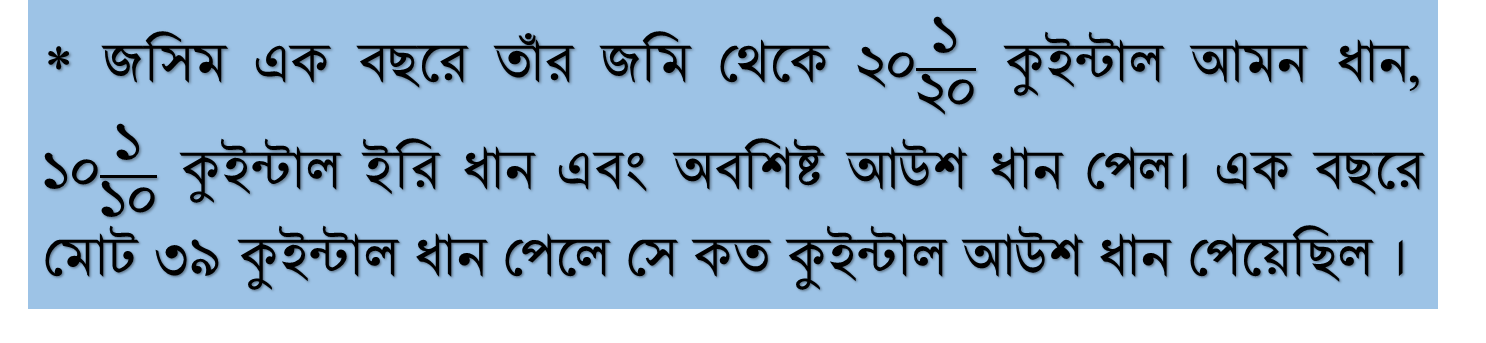 * জসিম এক বছরে তাঁর জমি থেকে ২০১/২০ কুইন্টাল আমন ধান,
১০১/১০ কুইন্টাল ইরি ধান এবং অবশিষ্ট আউশ ধান পেল। এক বছরে
মোট ৩৯ কুইন্টাল ধান পেলে সে কত কুইন্টাল আউশ ধান পেয়েছিল ।